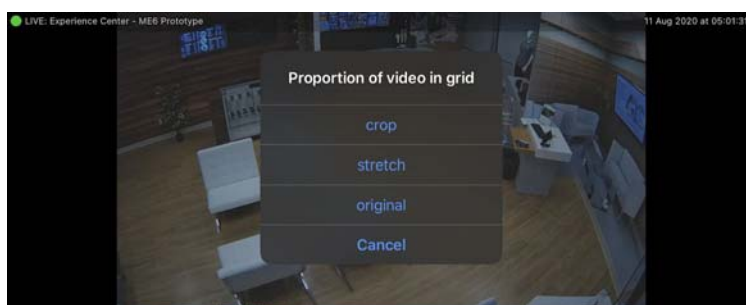 LIVE: Experience Center - ME6 Prototype
11 Aug 2020 at 05:01:31
Proportion of video in grid
crop
stretch
original
Cancel